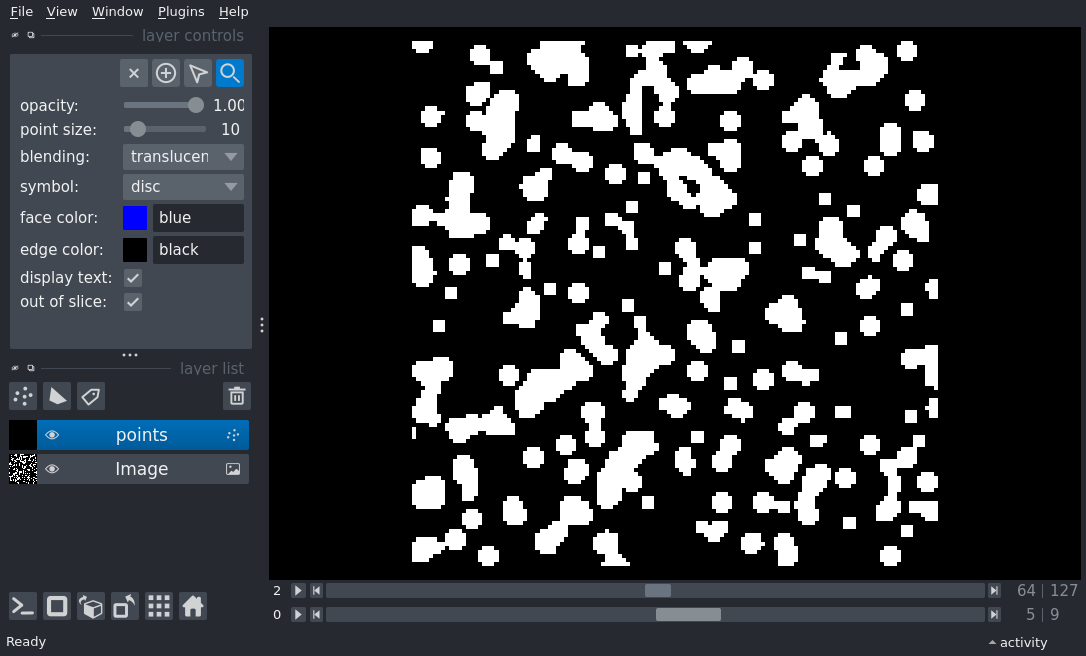 File View Window Plugins Help
layer controls
opacity: 1.00
point size: 10
blending: translucen
symbol: disc
face color: blue
edge color: black
display text:
out of slice:
layer list
points
Image
2 64 127
0 5 9
Ready activity